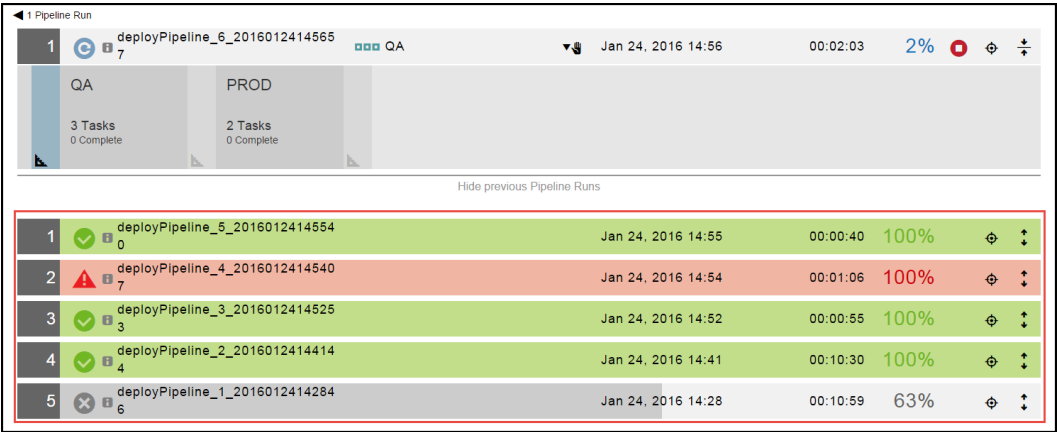 1 Pipeline Run
1 deployPipeline_6_2016012414565 QA Jan 24, 2016 14:56 00:02:03 2%
7
QA PROD
3 Tasks 2 Tasks
0 Complete 0 Complete
Hide previous Pipeline Runs
1 deployPipeline_5_2016012414554 Jan 24, 2016 14:55 00:00:40 100%
0
2 deployPipeline_4_2016012414540 Jan 24, 2016 14:54 00:01:06 100%
7
3 deployPipeline_3_2016012414525 Jan 24, 2016 14:52 00:00:55 100%
3
4 deployPipeline_2_2016012414414 Jan 24, 2016 14:41 00:10:30 100%
4
5 deployPipeline_1_2016012414284 Jan 24, 2016 14:28 00:10:59 63%
6